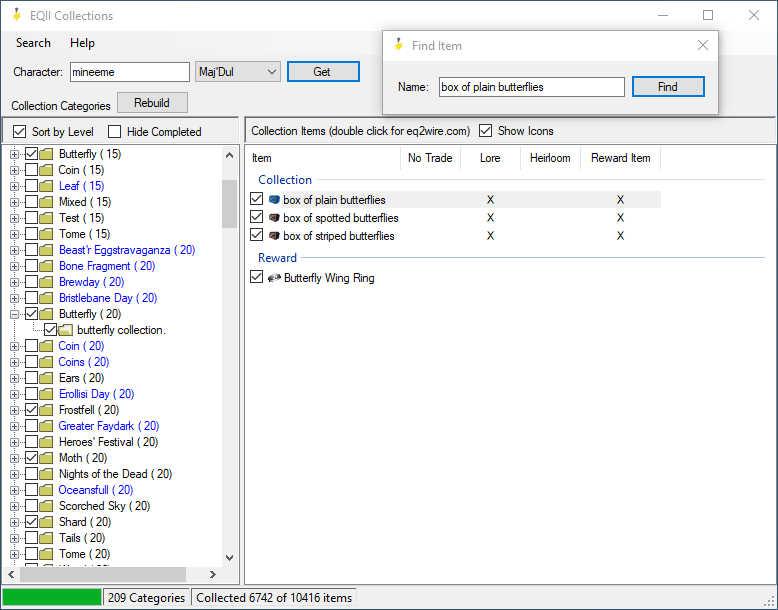 EQII Collections
Search Help
Find Item
Character: mineeme Maj'Dul Get
Name: box of plain butterflies Find
Collection Categories Rebuild
Sort by Level Hide Completed
Collection Items (double click for eq2wire.com) Show Icons
Butterfly ( 15)
Coin ( 15)
Leaf ( 15)
Mixed ( 15)
Test ( 15)
Tome ( 15)
Beast'r Eggstravaganza ( 20)
Bone Fragment ( 20)
Brewday ( 20)
Bristlebane Day ( 20)
Butterfly ( 20)
butterfly collection.
Coin ( 20)
Coins ( 20)
Ears ( 20)
Erollisi Day ( 20)
Frostfell ( 20)
Greater Faydark ( 20)
Heroes' Festival ( 20)
Moth ( 20)
Nights of the Dead ( 20)
Oceansfull ( 20)
Scorched Sky ( 20)
Shard ( 20)
Tails ( 20)
Tome ( 20)
Item No Trade Lore Heirloom Reward Item
Collection
box of plain butterflies X X
box of spotted butterflies X X
box of striped butterflies X X
Reward
Butterfly Wing Ring
209 Categories Collected 6742 of 10416 items